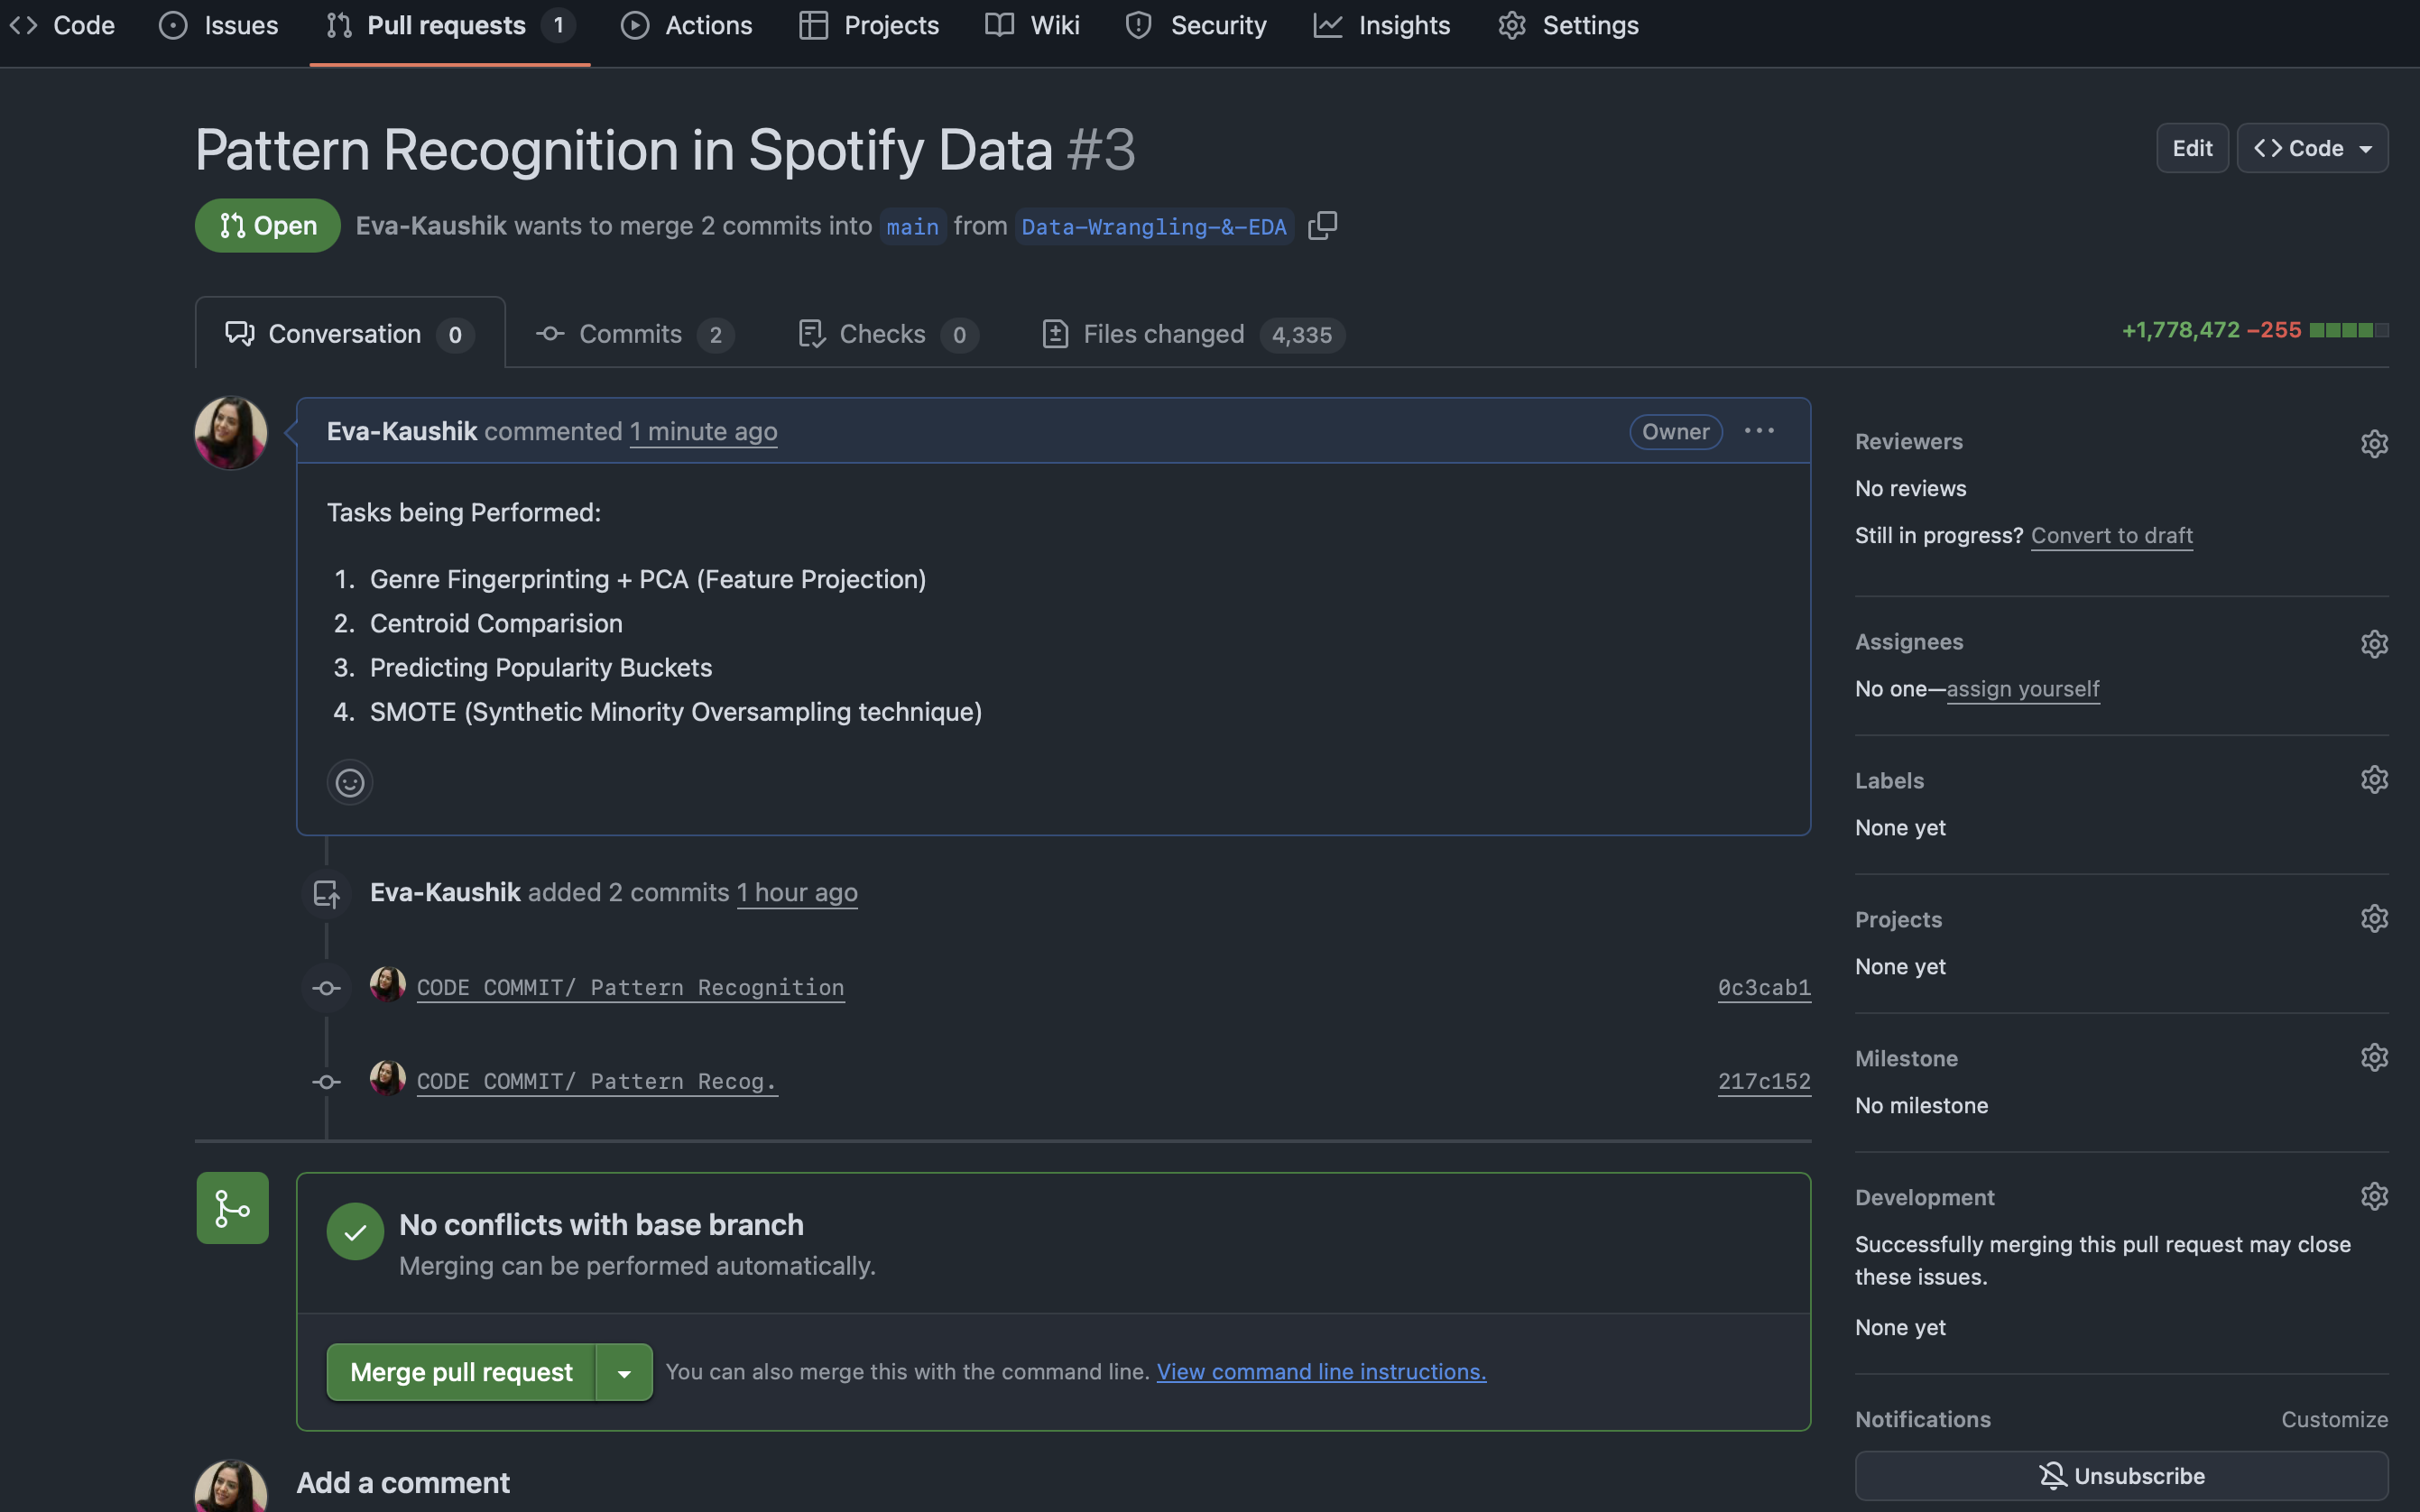 Code Issues Pull requests 1 Actions Projects Wiki Security Insights Settings
Pattern Recognition in Spotify Data #3
Edit Code
Open Eva-Kaushik wants to merge 2 commits into main from Data-Wrangling-&-EDA
Conversation 0 Commits 2 Checks 0 Files changed 4,335
+1,778,472 −255
Eva-Kaushik commented 1 minute ago Owner
Tasks being Performed:
1. Genre Fingerprinting + PCA (Feature Projection)
2. Centroid Comparision
3. Predicting Popularity Buckets
4. SMOTE (Synthetic Minority Oversampling technique)
Eva-Kaushik added 2 commits 1 hour ago
CODE COMMIT/ Pattern Recognition 0c3cab1
CODE COMMIT/ Pattern Recog. 217c152
No conflicts with base branch
Merging can be performed automatically.
Merge pull request You can also merge this with the command line. View command line instructions.
Add a comment
Reviewers
No reviews
Still in progress? Convert to draft
Assignees
No one—assign yourself
Labels
None yet
Projects
None yet
Milestone
No milestone
Development
Successfully merging this pull request may close
these issues.
None yet
Notifications Customize
Unsubscribe